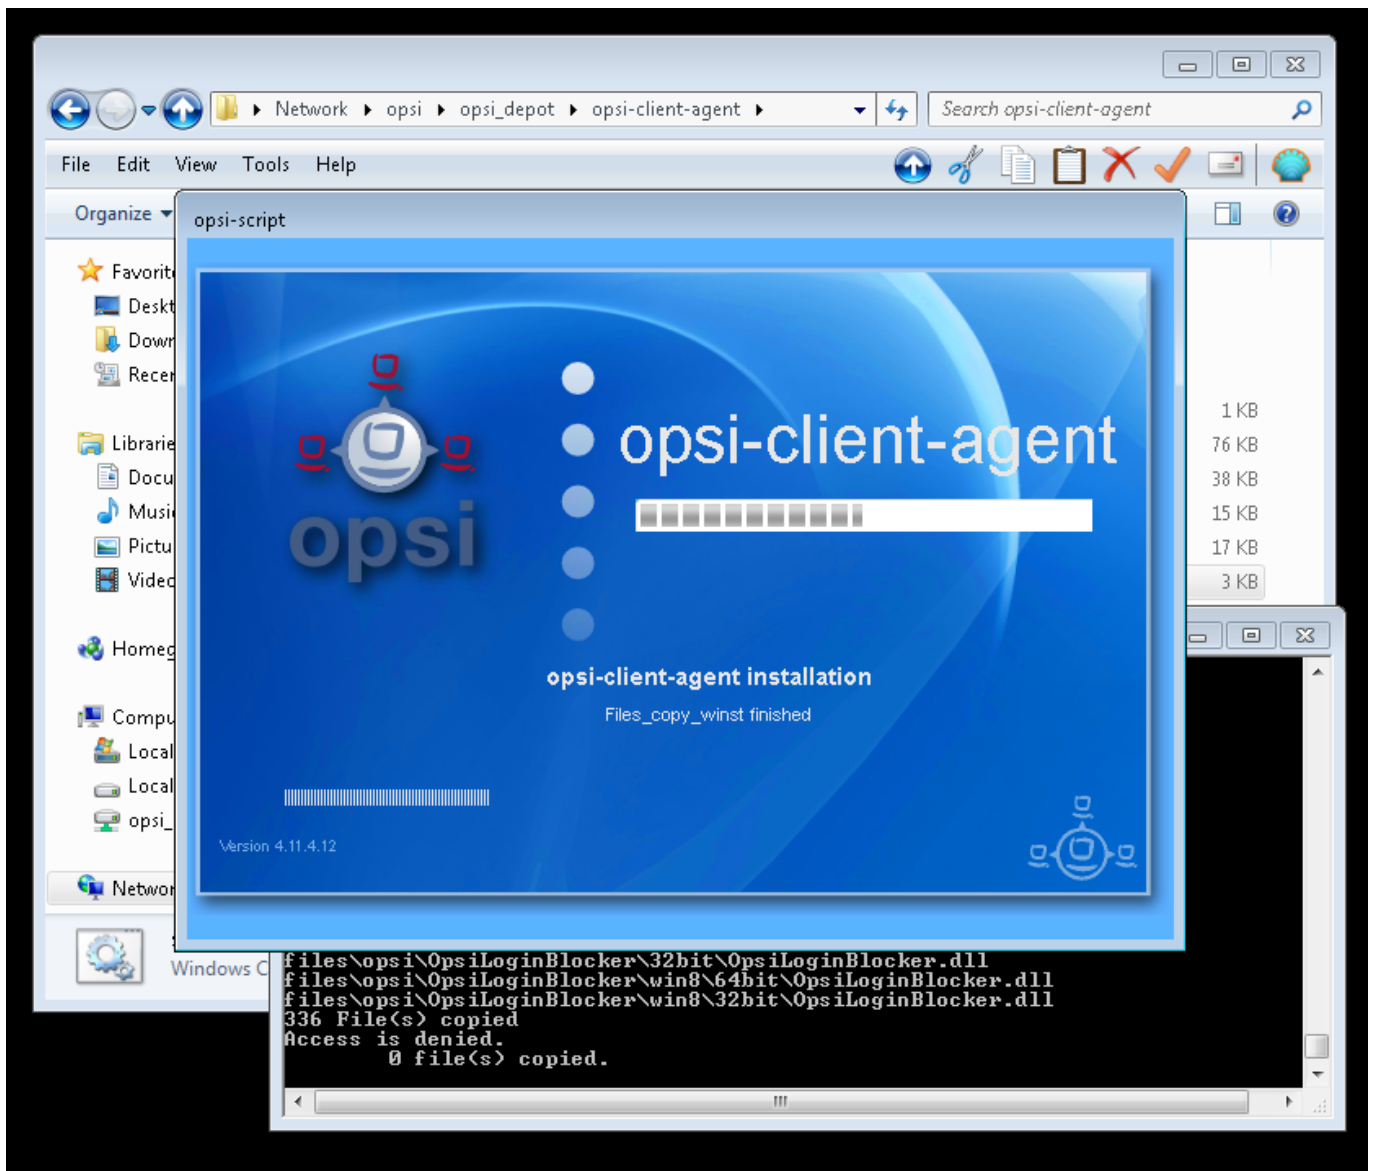 Network opsi opsi_depot opsi-client-agent
Search opsi-client-agent
File Edit View Tools Help
Organize
opsi-script
Favorit
Deskt
Down
Recen
1 KB
Librarie
76 KB
Docu
38 KB
Music
15 KB
Pictu
17 KB
Videc
3 KB
Homeg
Compu
Local
Local
opsi_
Networ
Windows C
opsi
opsi-client-agent
opsi-client-agent installation
Files_copy_winst finished
Version 4.11.4.12
files\opsi\OpsiLoginBlocker\32bit\OpsiLoginBlocker.dll
files\opsi\OpsiLoginBlocker\win8\64bit\OpsiLoginBlocker.dll
files\opsi\OpsiLoginBlocker\win8\32bit\OpsiLoginBlocker.dll
336 File(s) copied
Access is denied.
0 file(s) copied.